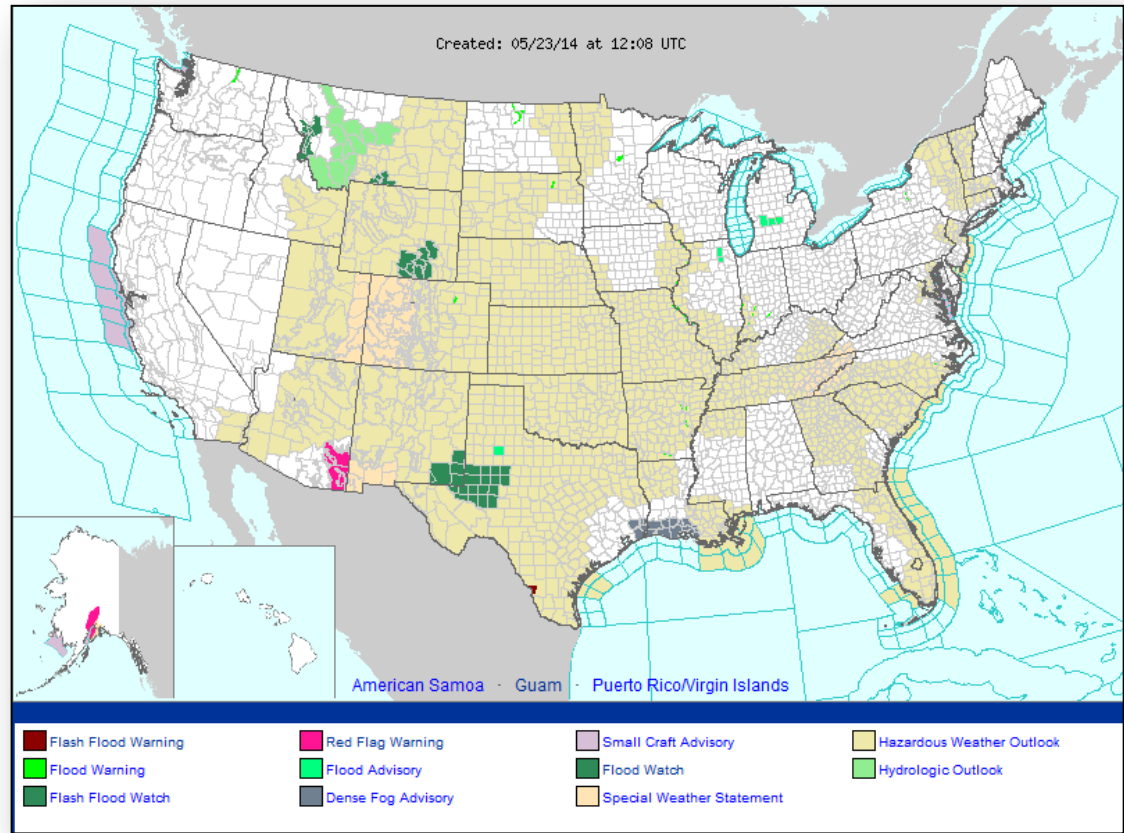 Created: 05/23/14 at 12:08 UTC
American Samoa · Guam · Puerto Rico/Virgin Islands
Flash Flood Warning
Red Flag Warning
Small Craft Advisory
Hazardous Weather Outlook
Flood Warning
Flood Advisory
Flood Watch
Hydrologic Outlook
Flash Flood Watch
Dense Fog Advisory
Special Weather Statement